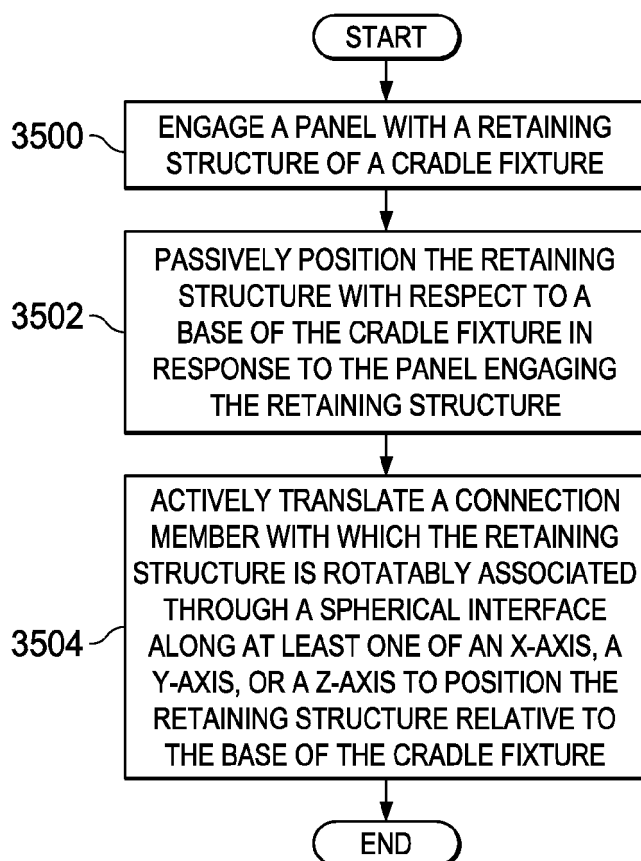 START
3500
ENGAGE A PANEL WITH A RETAINING
STRUCTURE OF A CRADLE FIXTURE
3502
PASSIVELY POSITION THE RETAINING
STRUCTURE WITH RESPECT TO A
BASE OF THE CRADLE FIXTURE IN
RESPONSE TO THE PANEL ENGAGING
THE RETAINING STRUCTURE
3504
ACTIVELY TRANSLATE A CONNECTION
MEMBER WITH WHICH THE RETAINING
STRUCTURE IS ROTATABLY ASSOCIATED
THROUGH A SPHERICAL INTERFACE
ALONG AT LEAST ONE OF AN X-AXIS, A
Y-AXIS, OR A Z-AXIS TO POSITION THE
RETAINING STRUCTURE RELATIVE TO
THE BASE OF THE CRADLE FIXTURE
END